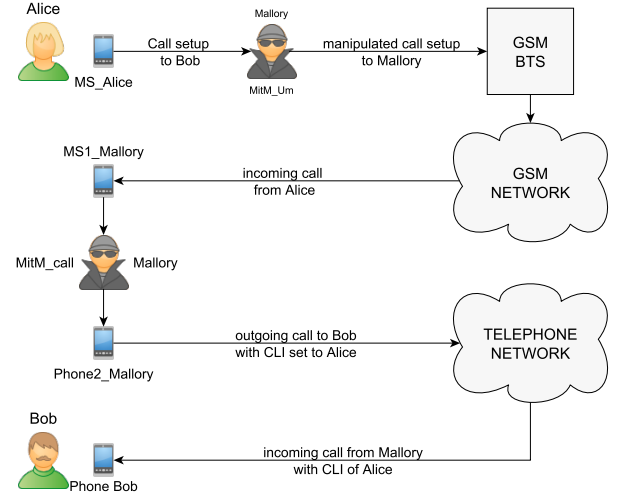 Alice
MS_Alice
Call setup
to Bob
Mallory
MitM_Um
manipulated call setup
to Mallory
GSM
BTS
MS1_Mallory
incoming call
from Alice
GSM
NETWORK
MitM_call
Mallory
outgoing call to Bob
with CLI set to Alice
TELEPHONE
NETWORK
Phone2_Mallory
Bob
Phone Bob
incoming call from Mallory
with CLI of Alice